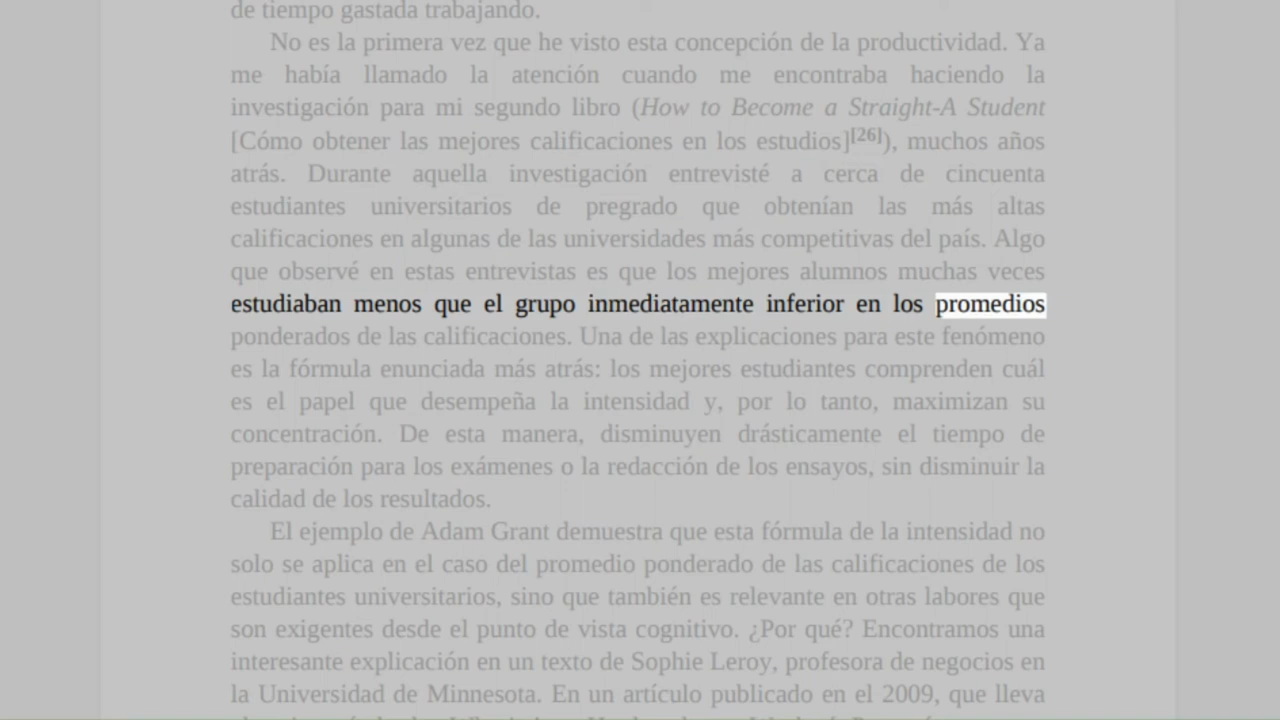 de tiempo gastada trabajando.
No es la primera vez que he visto esta concepción de la productividad. Ya
me había llamado la atención cuando me encontraba haciendo la
investigación para mi segundo libro (How to Become a Straight-A Student
[Cómo obtener las mejores calificaciones en los estudios][26]), muchos años
atrás. Durante aquella investigación entrevisté a cerca de cincuenta
estudiantes universitarios de pregrado que obtenían las más altas
calificaciones en algunas de las universidades más competitivas del país. Algo
que observé en estas entrevistas es que los mejores alumnos muchas veces
estudiaban menos que el grupo inmediatamente inferior en los promedios
ponderados de las calificaciones. Una de las explicaciones para este fenómeno
es la fórmula enunciada más atrás: los mejores estudiantes comprenden cuál
es el papel que desempeña la intensidad y, por lo tanto, maximizan su
concentración. De esta manera, disminuyen drásticamente el tiempo de
preparación para los exámenes o la redacción de los ensayos, sin disminuir la
calidad de los resultados.
El ejemplo de Adam Grant demuestra que esta fórmula de la intensidad no
solo se aplica en el caso del promedio ponderado de las calificaciones de los
estudiantes universitarios, sino que también es relevante en otras labores que
son exigentes desde el punto de vista cognitivo. ¿Por qué? Encontramos una
interesante explicación en un texto de Sophie Leroy, profesora de negocios en
la Universidad de Minnesota. En un artículo publicado en el 2009, que lleva